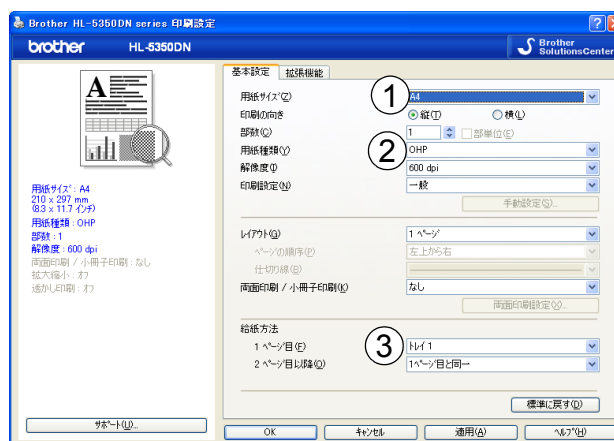 Brother HL-5350DN series 印刷設定
brother HL-5350DN Brother SolutionsCenter
基本設定 拡張機能
用紙サイズ(Z) ① A4
印刷の向き 縦(T) 横(L)
部数(C) 1 部単位(E)
用紙種類(Y) ② OHP
解像度(I) 600 dpi
印刷設定(N) 一般
手動設定(S)...
レイアウト(G) 1 ページ
ページの順序(P) 左上から右
仕切り線(B)
両面印刷 / 小冊子印刷(K) なし
両面印刷設定(X)...
給紙方法
1 ページ目(F) ③ トレイ1
2 ページ目以降(O) 1ページ目と同一
標準に戻す(D)
A
用紙サイズ : A4
210 x 297 mm
(8.3 x 11.7 インチ)
用紙種類 : OHP
部数 : 1
解像度 : 600 dpi
両面印刷 / 小冊子印刷 : なし
拡大縮小 : オフ
透かし印刷 : オフ
サポート(U)...
OK キャンセル 適用(A) ヘルプ(H)